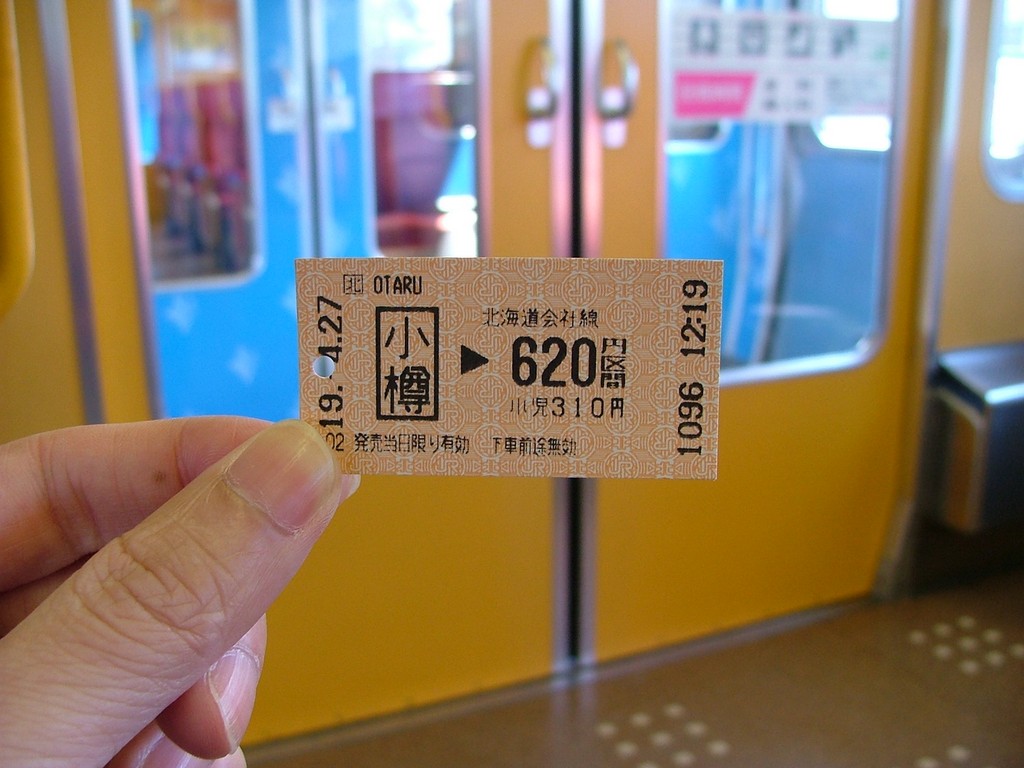 北 OTARU
小樽
北海道会社線
▶ 620円区間
小児310円
02 発売当日限り有効 下車前途無効
19.-4.27
1096 12:19